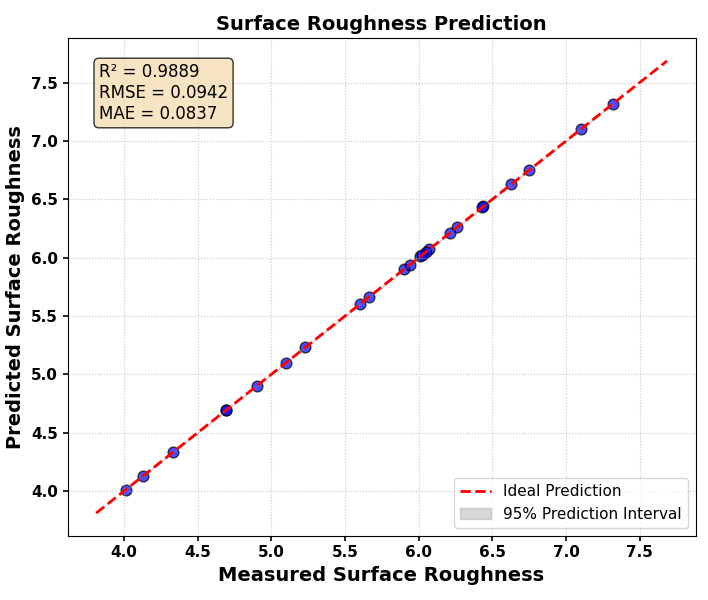 Surface Roughness Prediction
R² = 0.9889
RMSE = 0.0942
MAE = 0.0837
Predicted Surface Roughness
7.5
7.0
6.5
6.0
5.5
5.0
4.5
4.0
Ideal Prediction
95% Prediction Interval
4.0 4.5 5.0 5.5 6.0 6.5 7.0 7.5
Measured Surface Roughness